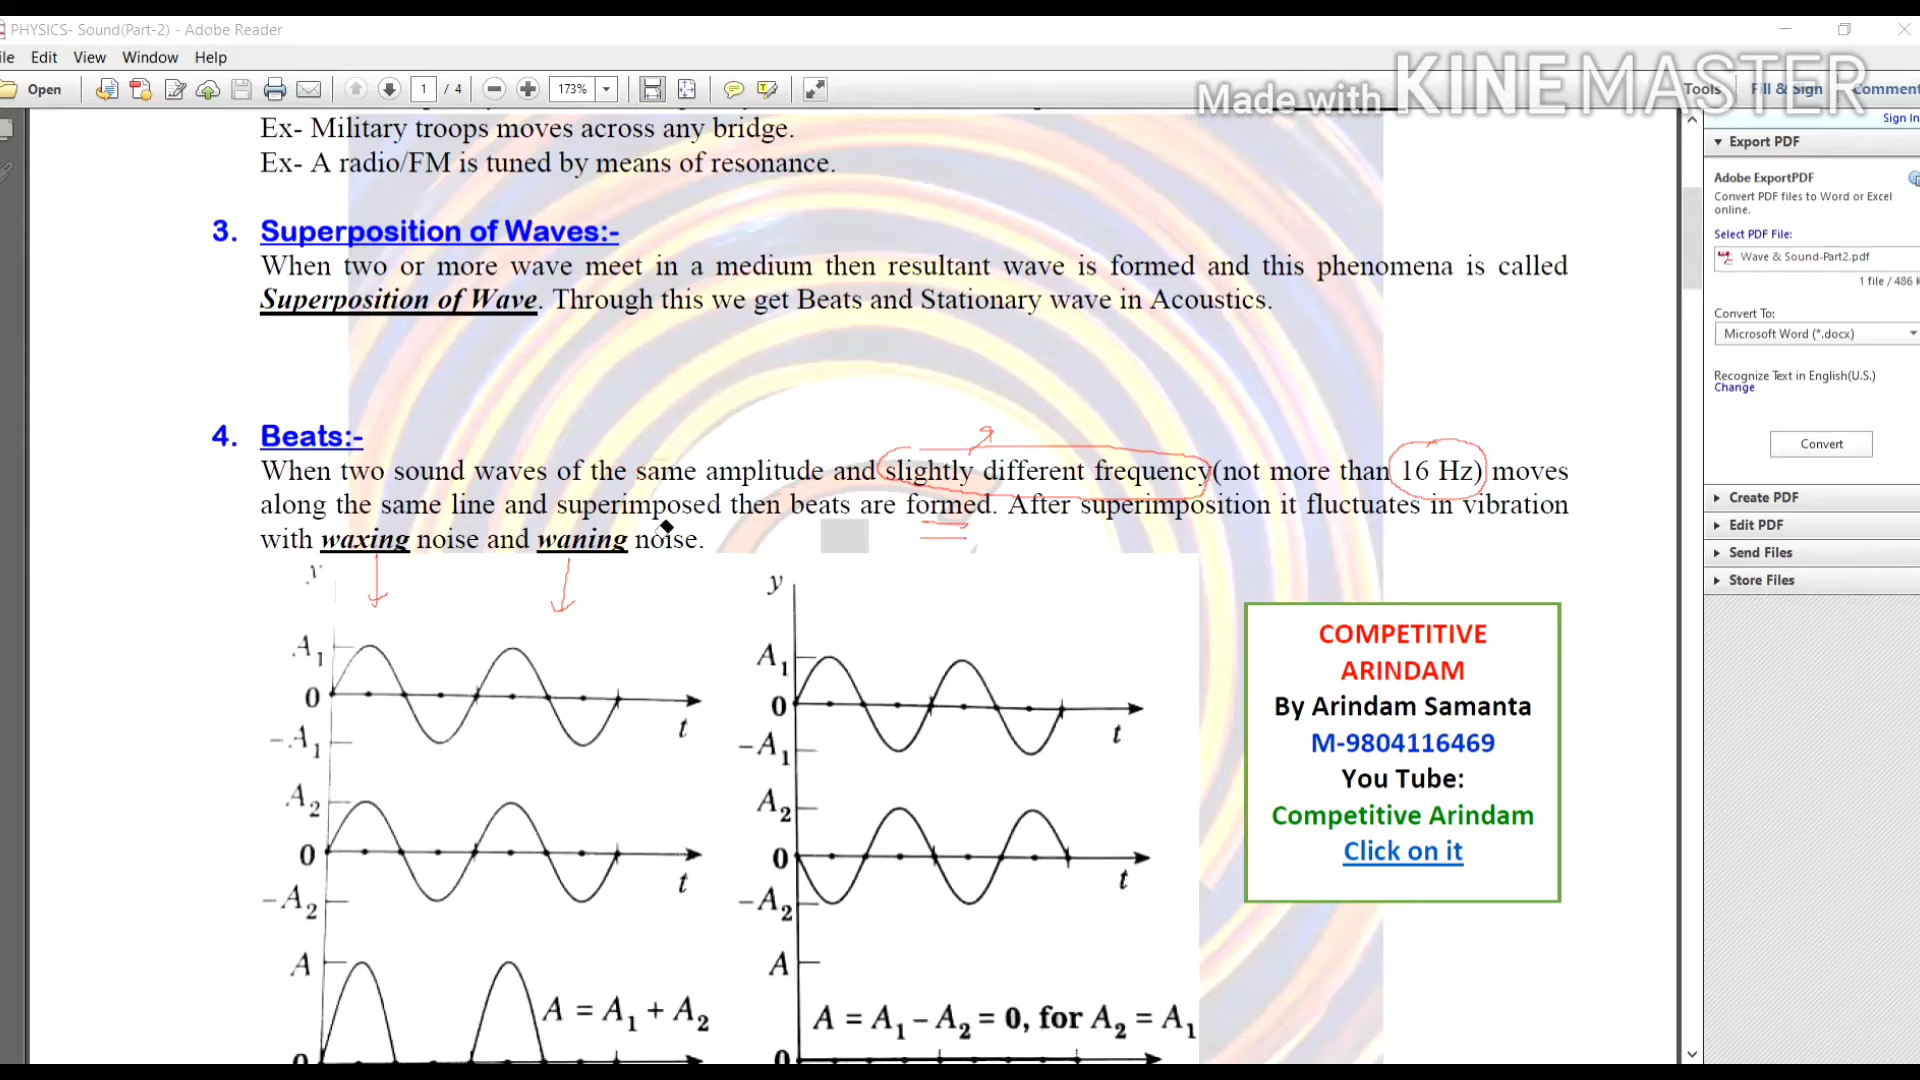 PHYSICS- Sound(Part-2) - Adobe Reader
Edit View Window Help
Open 1 / 4 173% Tools Fill & Sign Comment
Made with KINEMASTER
Sign In
Ex- Military troops moves across any bridge.
Ex- A radio/FM is tuned by means of resonance.
3. Superposition of Waves:-
When two or more wave meet in a medium then resultant wave is formed and this phenomena is called
Superposition of Wave. Through this we get Beats and Stationary wave in Acoustics.
4. Beats:-
When two sound waves of the same amplitude and slightly different frequency(not more than 16 Hz) moves
along the same line and superimposed then beats are formed. After superimposition it fluctuates in vibration
with waxing noise and waning noise.
y
A1
0
-A1
t
A2
0
-A2
t
A
A = A1 + A2
0
y
A1
0
-A1
t
A2
0
-A2
t
A
A = A1 – A2 = 0, for A2 = A1
0
COMPETITIVE
ARINDAM
By Arindam Samanta
M-9804116469
You Tube:
Competitive Arindam
Click on it
Export PDF
Adobe ExportPDF
Convert PDF files to Word or Excel
online.
Select PDF File:
Wave & Sound-Part2.pdf
1 file / 486 K
Convert To:
Microsoft Word (*.docx)
Recognize Text in English(U.S.)
Change
Convert
Create PDF
Edit PDF
Send Files
Store Files